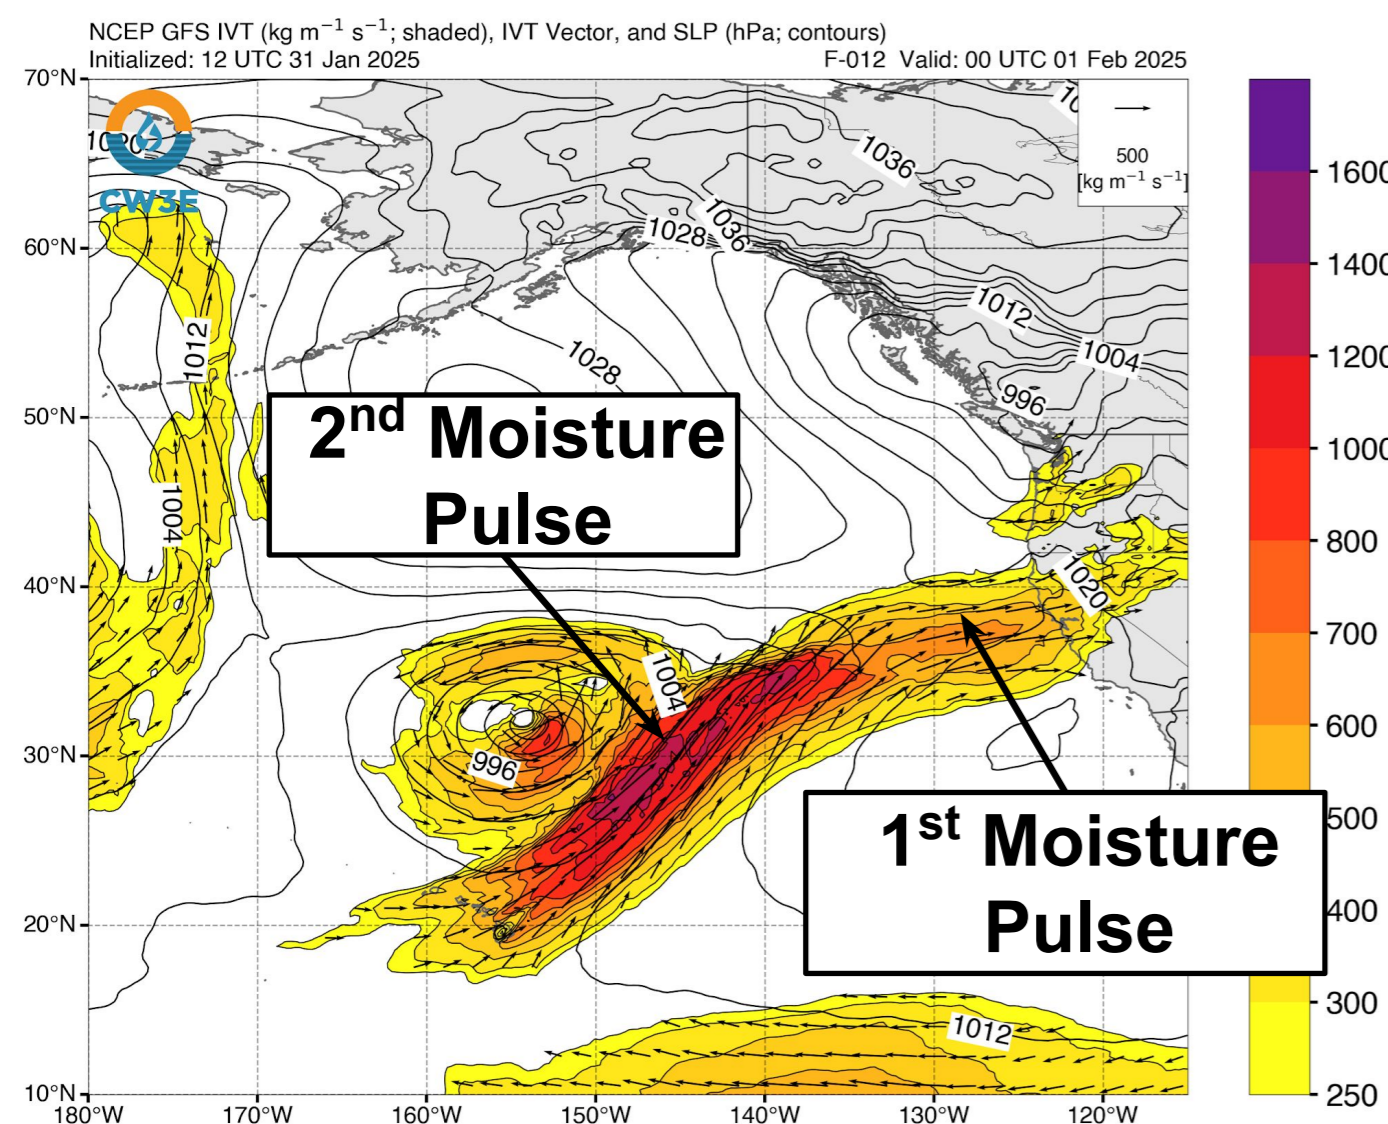 NCEP GFS IVT (kg m⁻¹ s⁻¹; shaded), IVT Vector, and SLP (hPa; contours)
Initialized: 12 UTC 31 Jan 2025
F-012 Valid: 00 UTC 01 Feb 2025
70°N
60°N
50°N
40°N
30°N
20°N
10°N
180°W
170°W
160°W
150°W
140°W
130°W
120°W
CW3E
500
[kg m⁻¹ s⁻¹]
1020
1036
1028
1036
1012
1004
996
1028
1012
1004
1020
1004
996
1012
2nd Moisture
Pulse
1st Moisture
Pulse
1600
1400
1200
1000
800
700
600
500
400
300
250